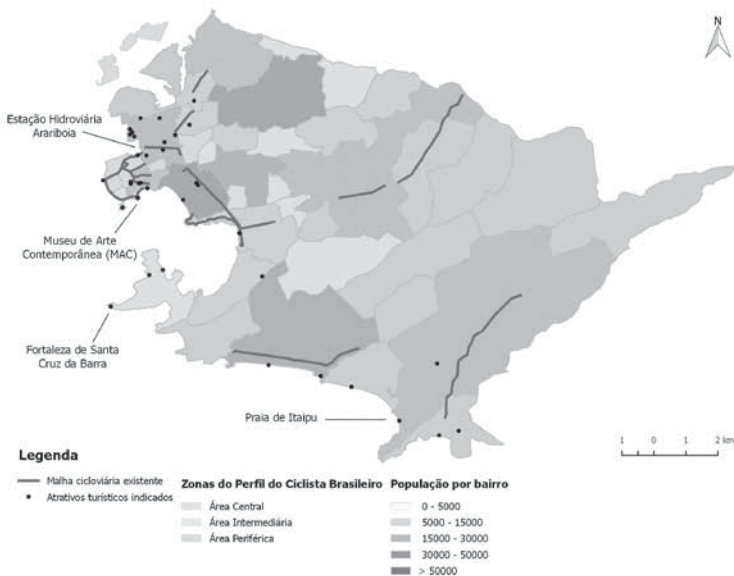 N
Estação Hidroviária
Arariboia
Museu de Arte
Contemporânea (MAC)
Fortaleza de Santa
Cruz da Barra
Praia de Itaipu
1 0 1 2 km
Legenda
Malha cicloviária existente
Atrativos turísticos indicados
Zonas do Perfil do Ciclista Brasileiro
Área Central
Área Intermediária
Área Periférica
População por bairro
0 - 5000
5000 - 15000
15000 - 30000
30000 - 50000
> 50000